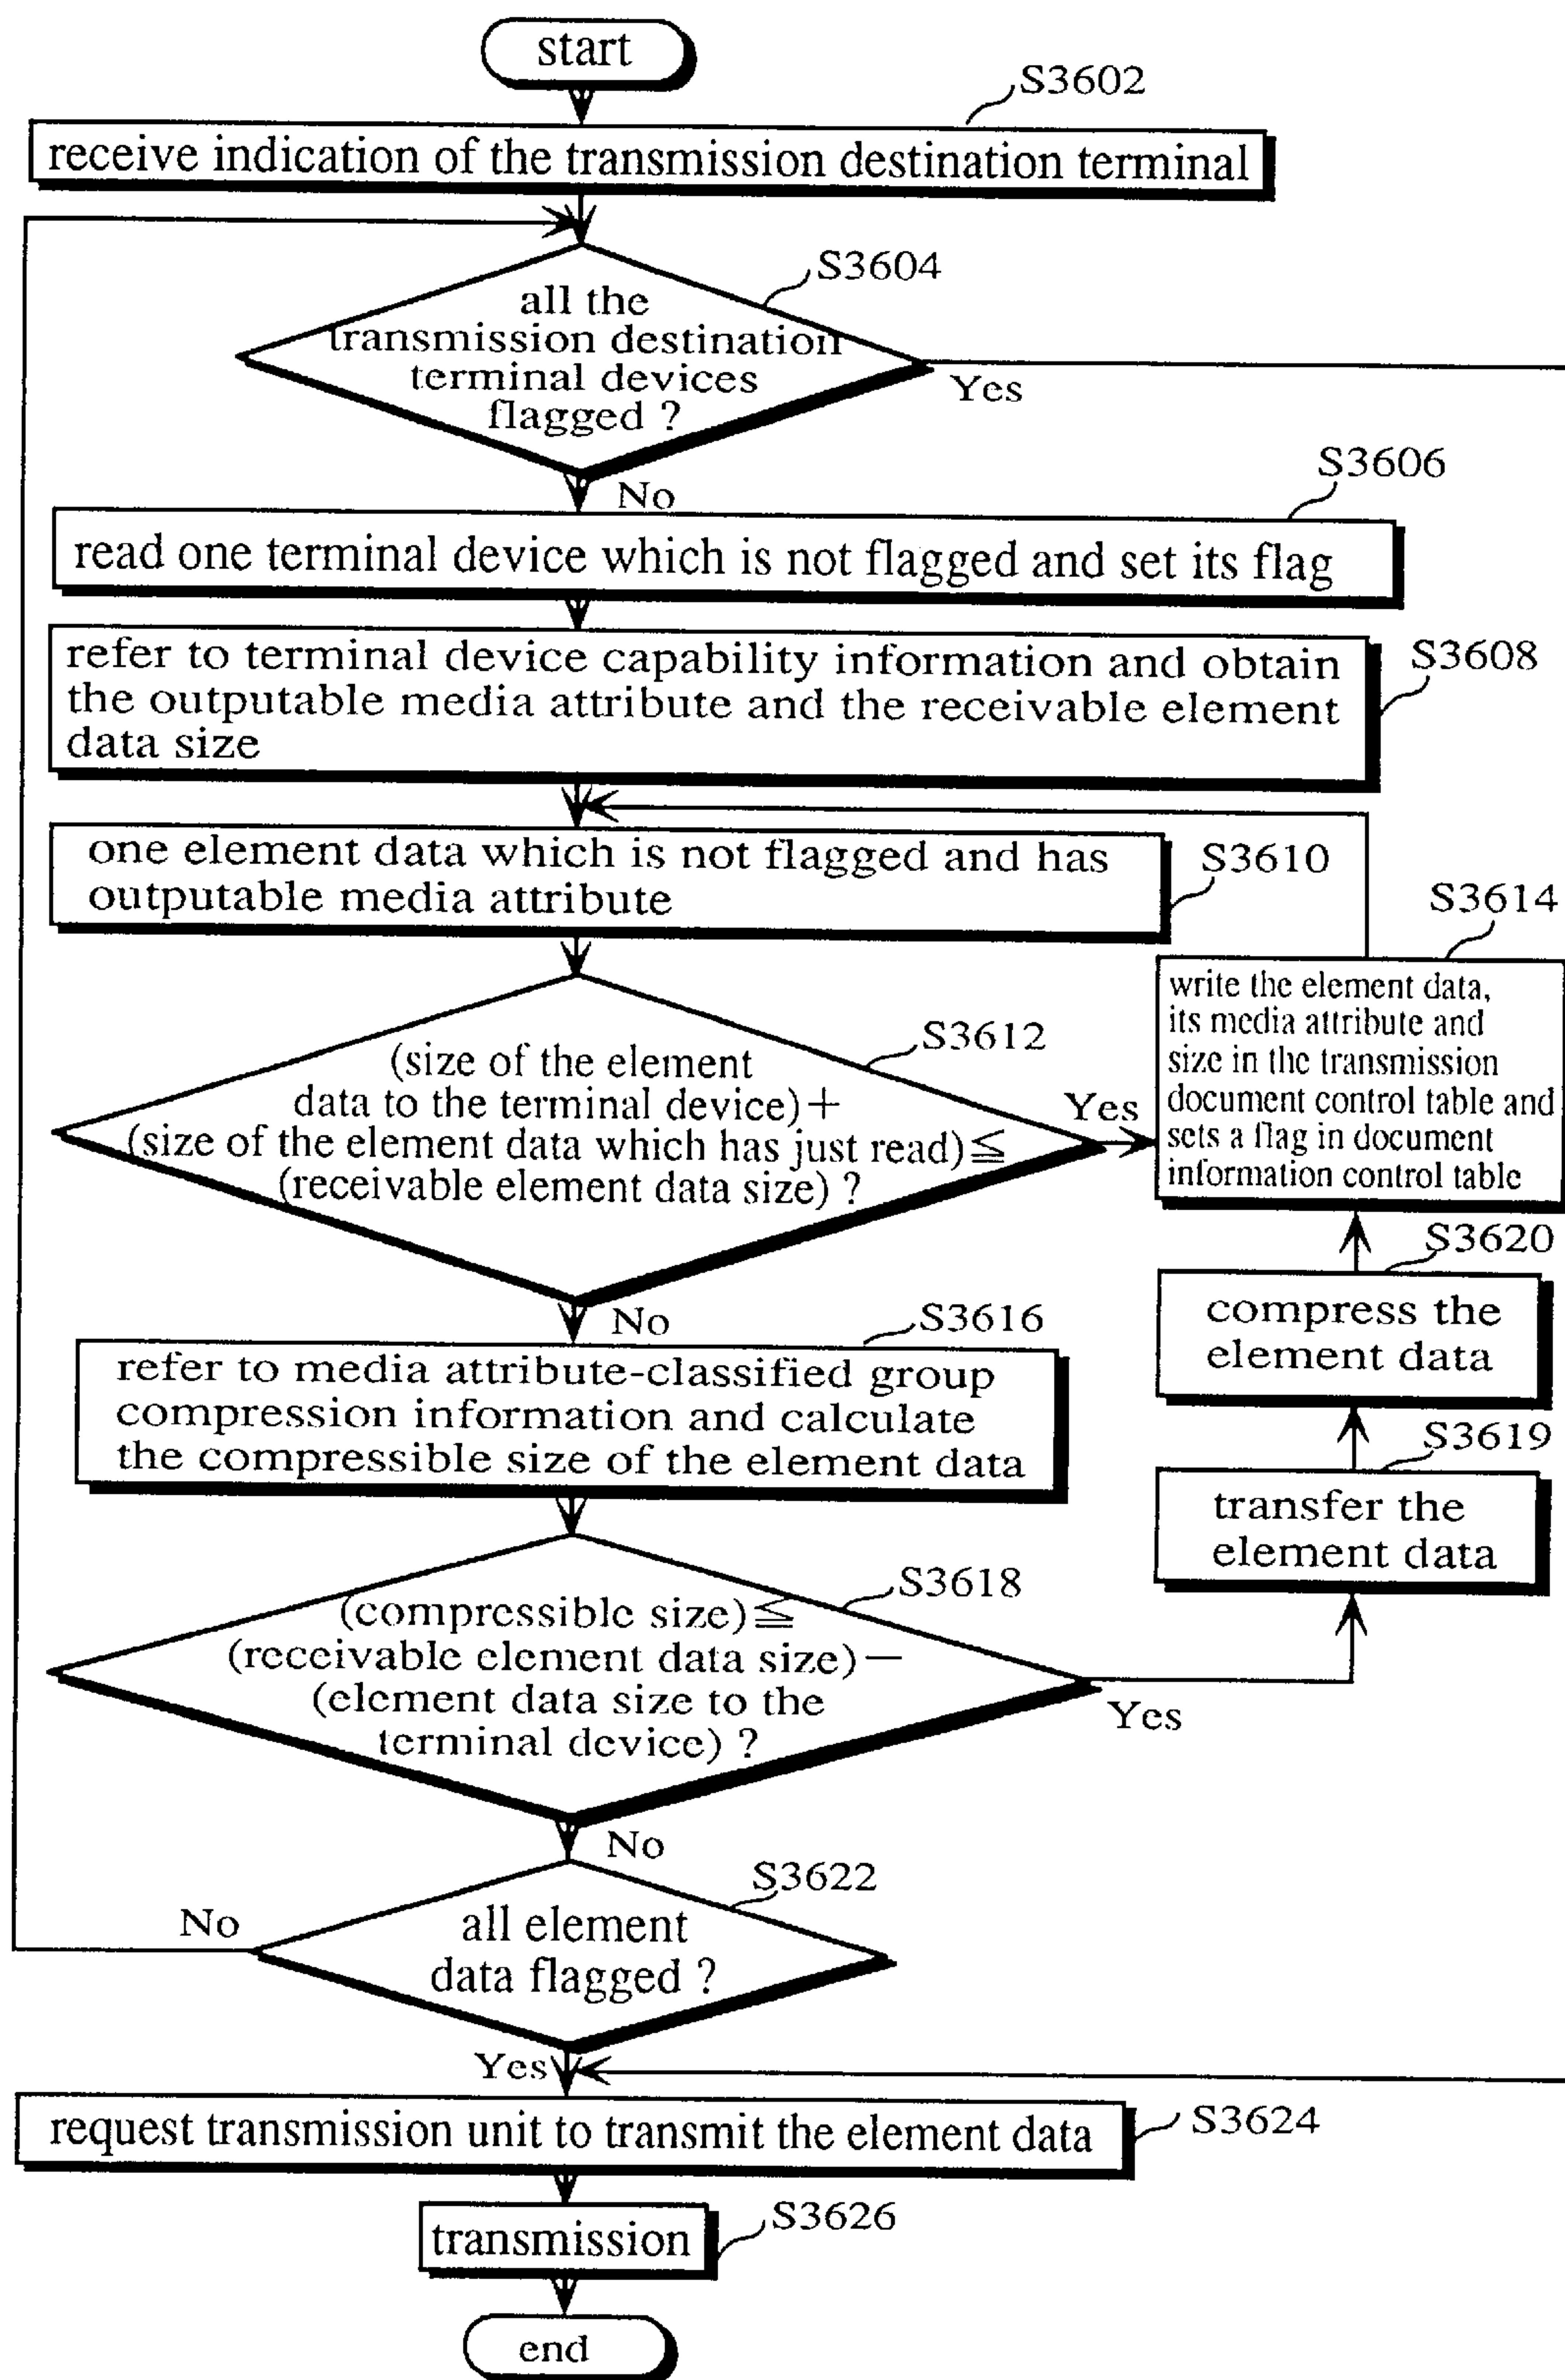 start
S3602
receive indication of the transmission destination terminal
S3604
all the
transmission destination
terminal devices
flagged ?
Yes
No
S3606
read one terminal device which is not flagged and set its flag
refer to terminal device capability information and obtain
the outputable media attribute and the receivable element
data size
S3608
one element data which is not flagged and has
outputable media attribute
S3610
S3614
write the element data,
its media attribute and
size in the transmission
document control table and
sets a flag in document
information control table
S3612
(size of the element
data to the terminal device)+
(size of the element data which has just read)≦
(receivable element data size) ?
Yes
No
S3620
compress the
element data
S3616
refer to media attribute-classified group
compression information and calculate
the compressible size of the element data
S3619
transfer the
element data
S3618
(compressible size)≦
(receivable element data size)−
(element data size to the
terminal device) ?
Yes
No
S3622
all element
data flagged ?
No
Yes
request transmission unit to transmit the element data
S3624
transmission
S3626
end